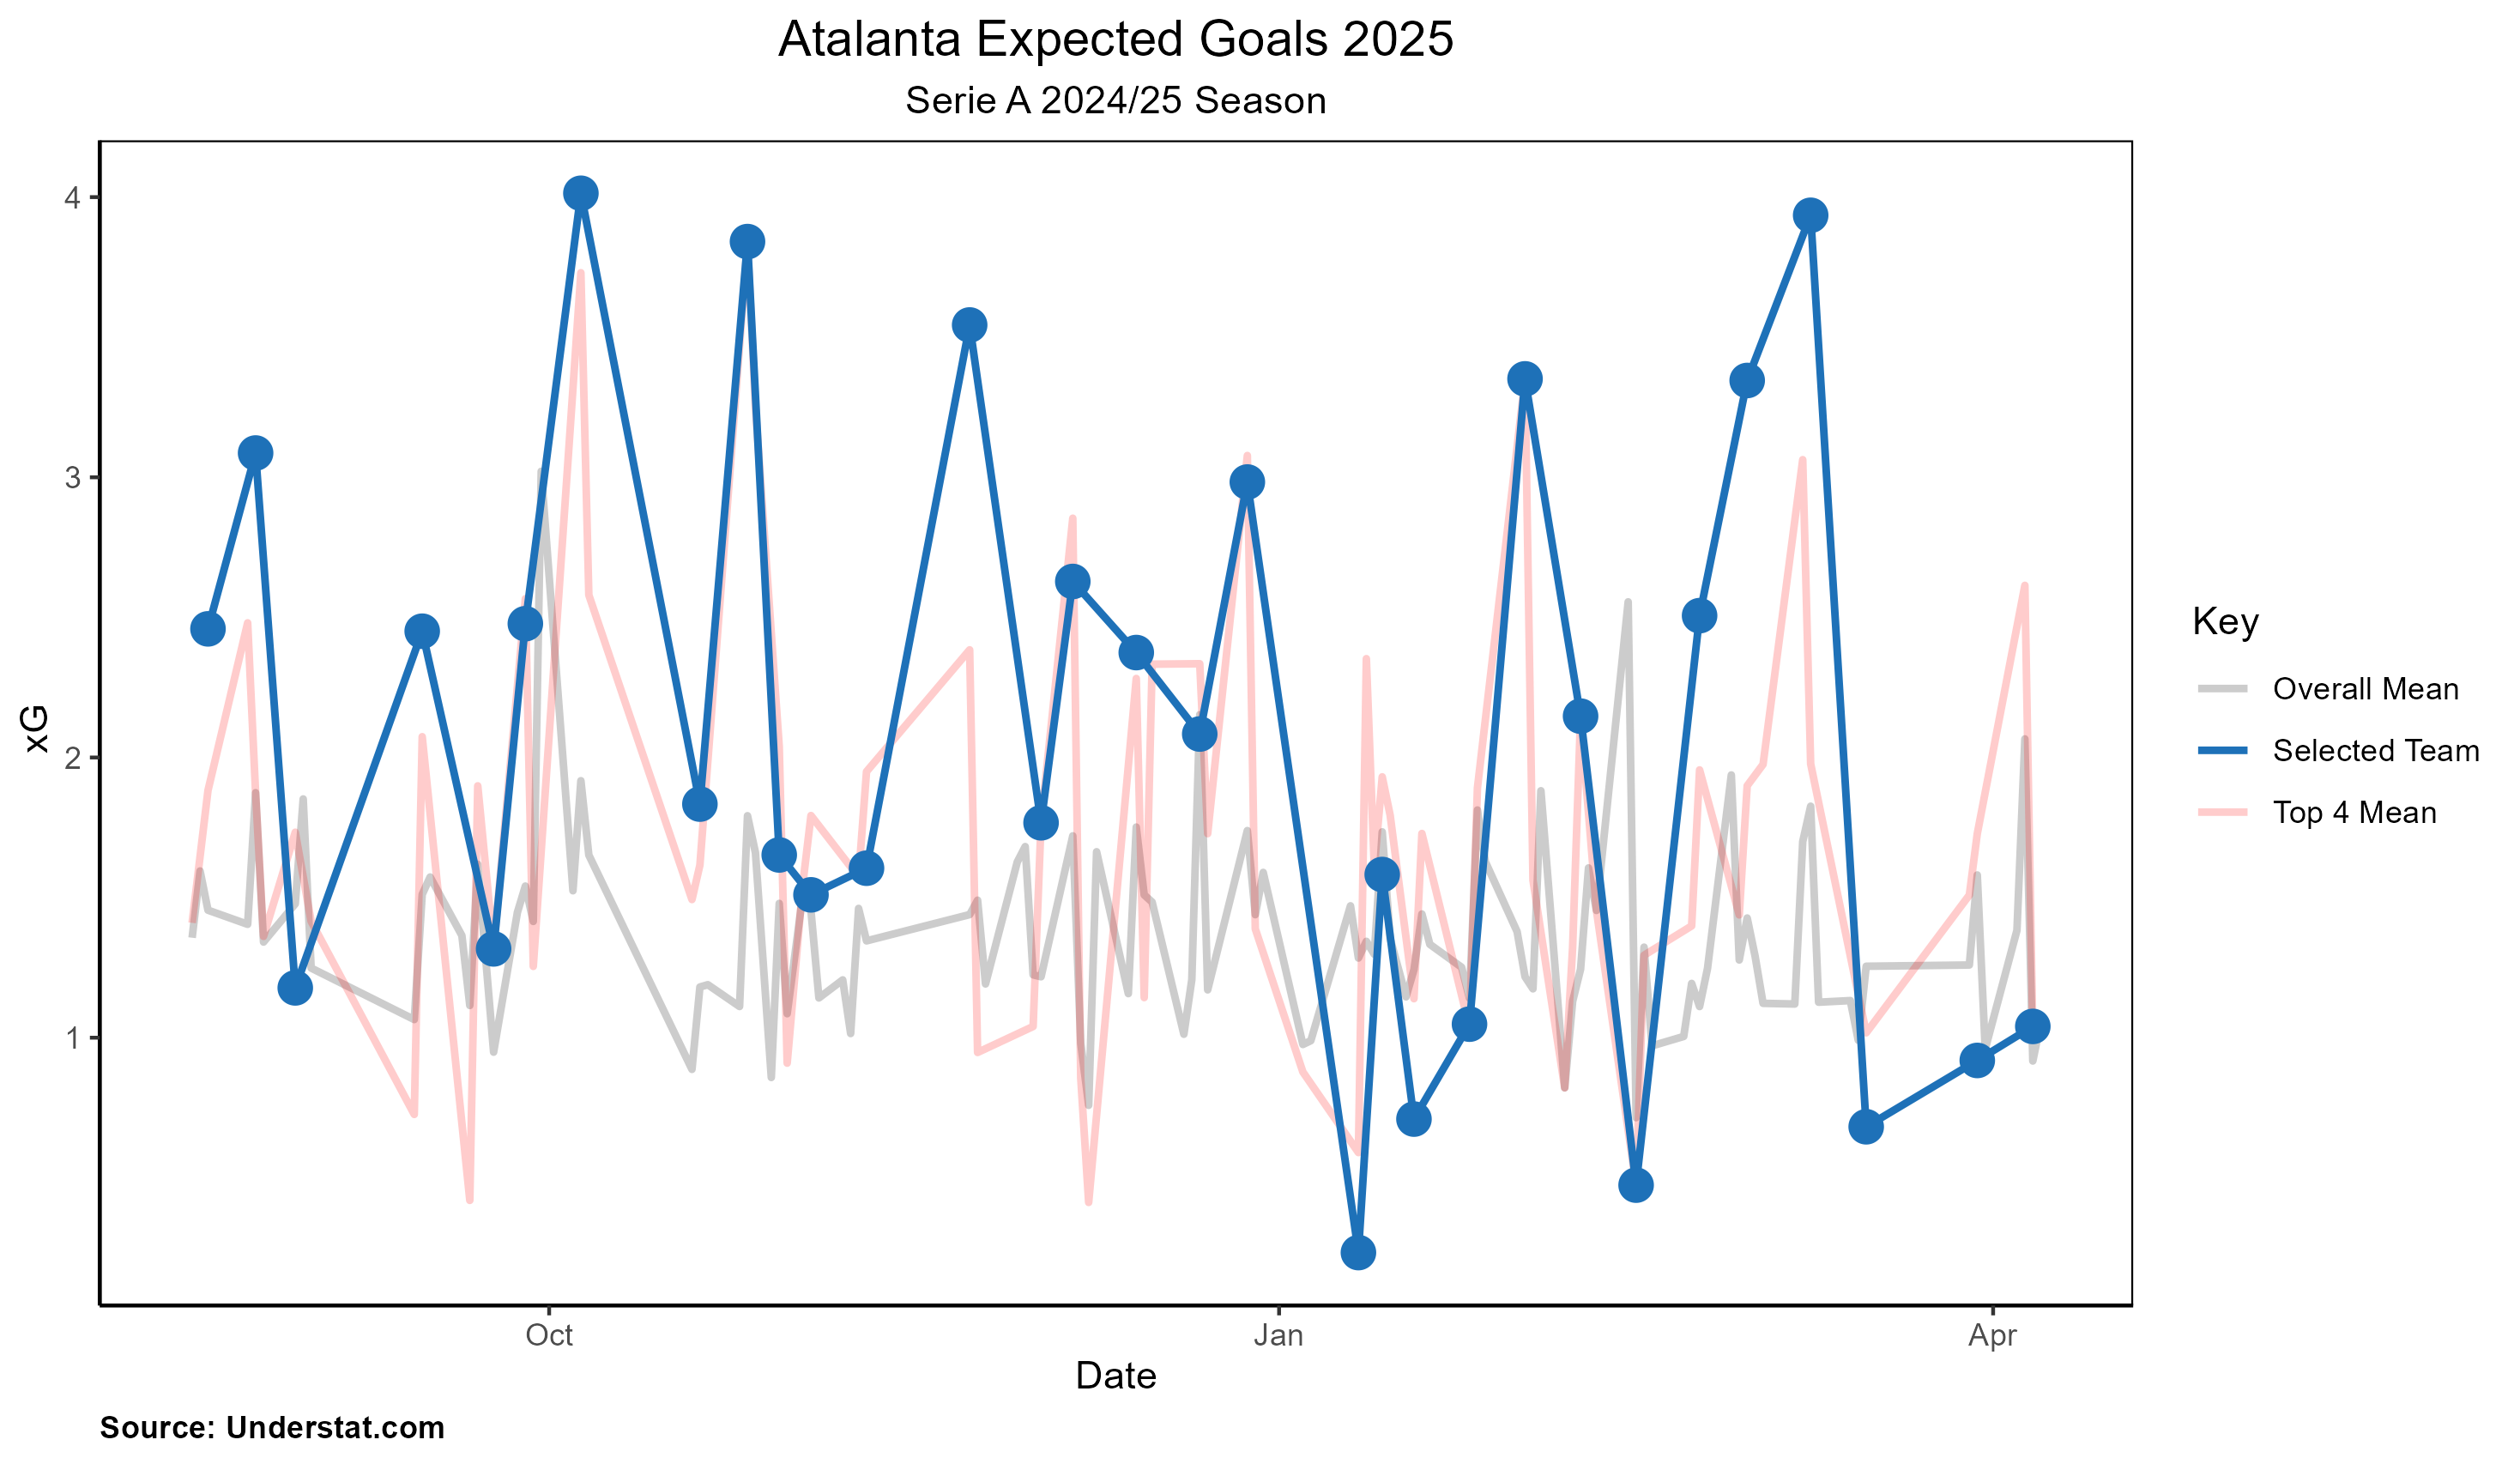 Atalanta Expected Goals 2025
Serie A 2024/25 Season
4
3
2
1
xG
Oct
Jan
Apr
Date
Key
Overall Mean
Selected Team
Top 4 Mean
Source: Understat.com